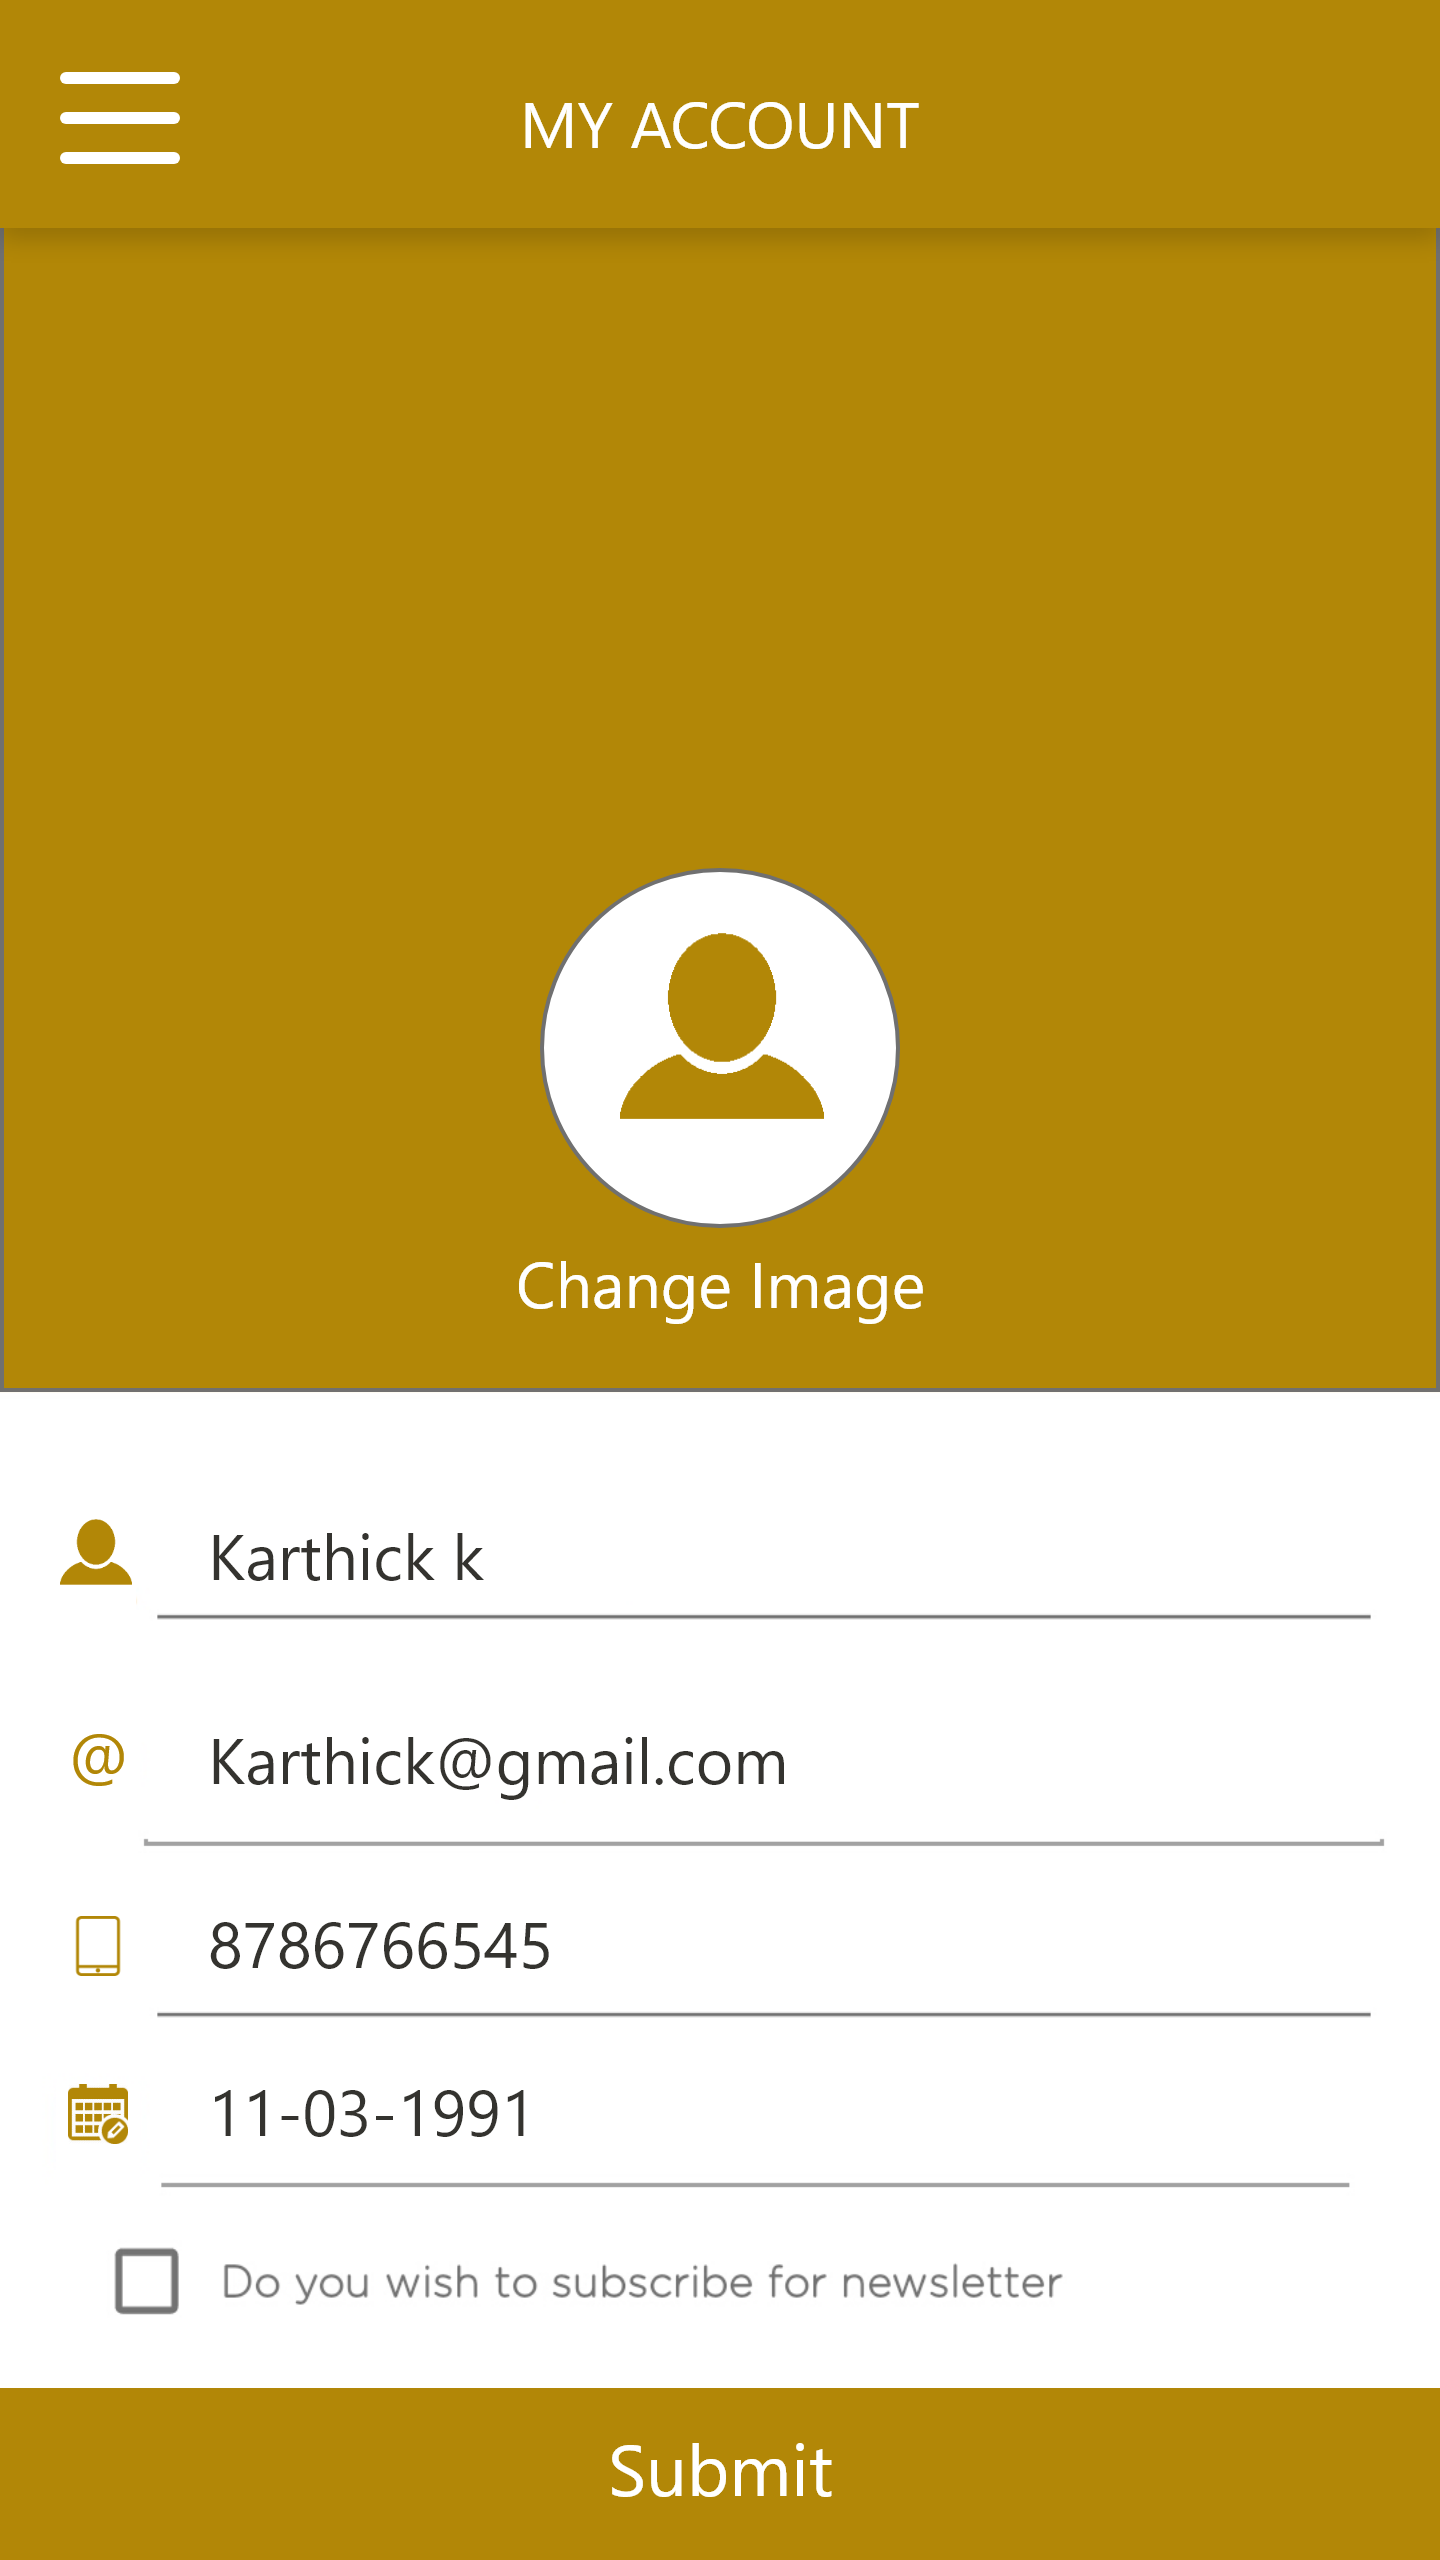 MY ACCOUNT
Change Image
Karthick k
@ Karthick@gmail.com
8786766545
11-03-1991
Do you wish to subscribe for newsletter
Submit